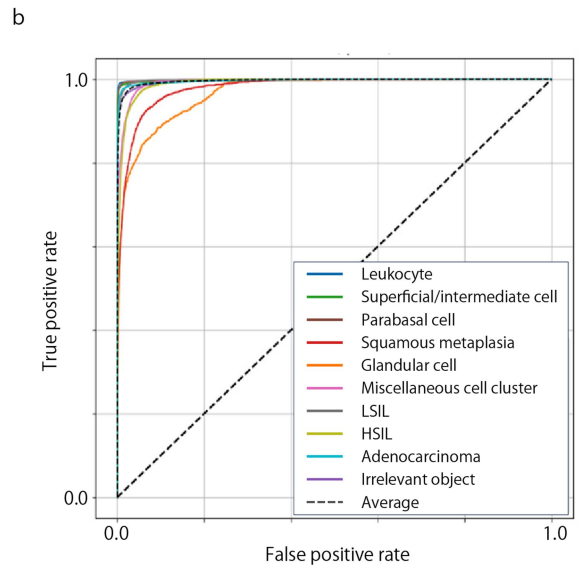 b
1.0
True positive rate
0.0
Leukocyte
Superficial/intermediate cell
Parabasal cell
Squamous metaplasia
Glandular cell
Miscellaneous cell cluster
LSIL
HSIL
Adenocarcinoma
Irrelevant object
Average
0.0
1.0
False positive rate